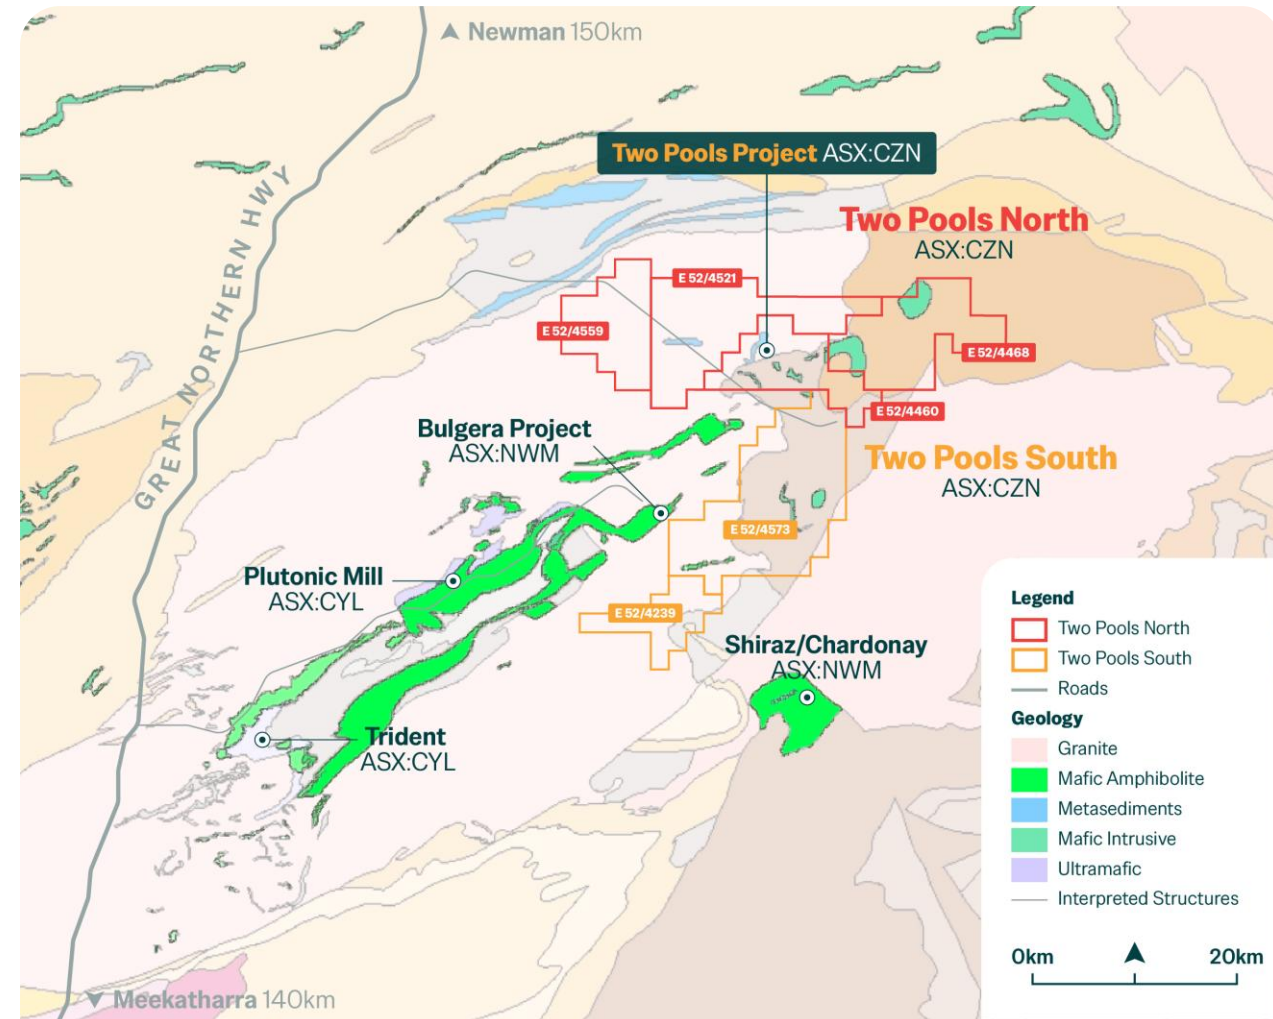 ▲ Newman 150km
Two Pools Project ASX:CZN
GREAT NORTHERN HWY
Two Pools North
ASX:CZN
E 52/4521
E 52/4559
E 52/4468
E 52/4460
Bulgera Project
ASX:NWM
Two Pools South
ASX:CZN
E 52/4573
Plutonic Mill
ASX:CYL
E 52/4239
Shiraz/Chardonay
ASX:NWM
Trident
ASX:CYL
▼ Meekatharra 140km
Legend
Two Pools North
Two Pools South
Roads
Geology
Granite
Mafic Amphibolite
Metasediments
Mafic Intrusive
Ultramafic
Interpreted Structures
0km 20km